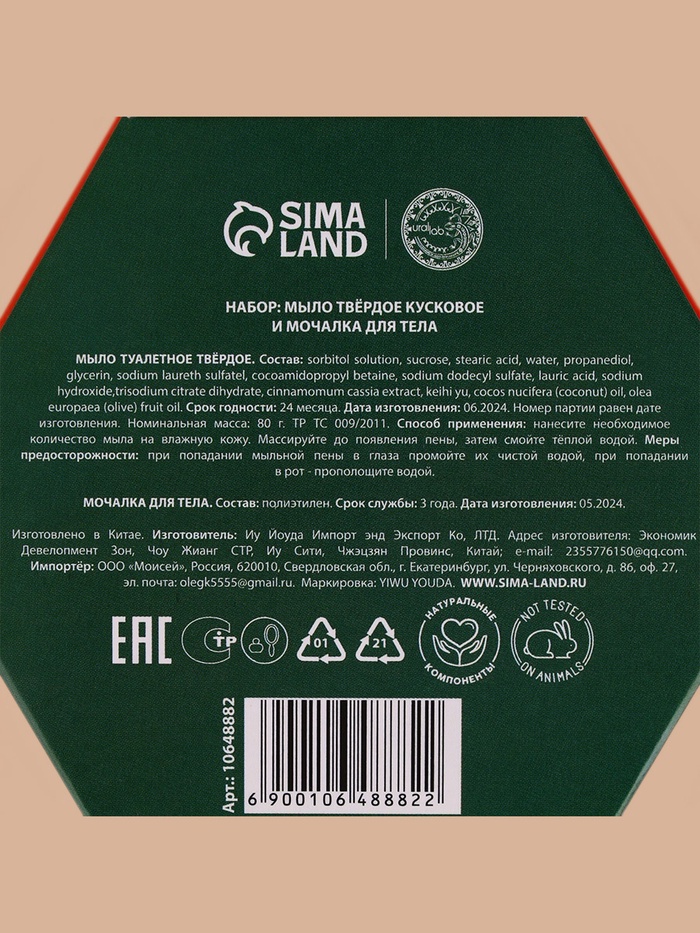 SIMA
LAND
ural lab
НАБОР: МЫЛО ТВЁРДОЕ КУСКОВОЕ
И МОЧАЛКА ДЛЯ ТЕЛА
МЫЛО ТУАЛЕТНОЕ ТВЁРДОЕ. Состав: sorbitol solution, sucrose, stearic acid, water, propanediol,
glycerin, sodium laureth sulfatel, cocoamidopropyl betaine, sodium dodecyl sulfate, lauric acid, sodium
hydroxide,trisodium citrate dihydrate, cinnamomum cassia extract, keihi yu, cocos nucifera (coconut) oil, olea
europaea (olive) fruit oil. Срок годности: 24 месяца. Дата изготовления: 06.2024. Номер партии равен дате
изготовления. Номинальная масса: 80 г. ТР ТС 009/2011. Способ применения: нанесите необходимое
количество мыла на влажную кожу. Массируйте до появления пены, затем смойте тёплой водой. Меры
предосторожности: при попадании мыльной пены в глаза промойте их чистой водой, при попадании
в рот - прополощите водой.
МОЧАЛКА ДЛЯ ТЕЛА. Состав: полиэтилен. Срок службы: 3 года. Дата изготовления: 05.2024.
Изготовлено в Китае. Изготовитель: Иу Йоуда Импорт энд Экспорт Ко, ЛТД. Адрес изготовителя: Экономик
Девелопмент Зон, Чоу Жианг СТР, Иу Сити, Чжэцзян Провинс, Китай; e-mail: 2355776150@qq.com.
Импортёр: ООО «Моисей», Россия, 620010, Свердловская обл., г. Екатеринбург, ул. Черняховского, д. 86, оф. 27,
эл. почта: olegk5555@gmail.ru. Маркировка: YIWU YOUDA. WWW.SIMA-LAND.RU
EAC
СТР
01
21
НАТУРАЛЬНЫЕ
КОМПОНЕНТЫ
NOT TESTED
ON ANIMALS
Арт.: 10648882
6 900106 488822